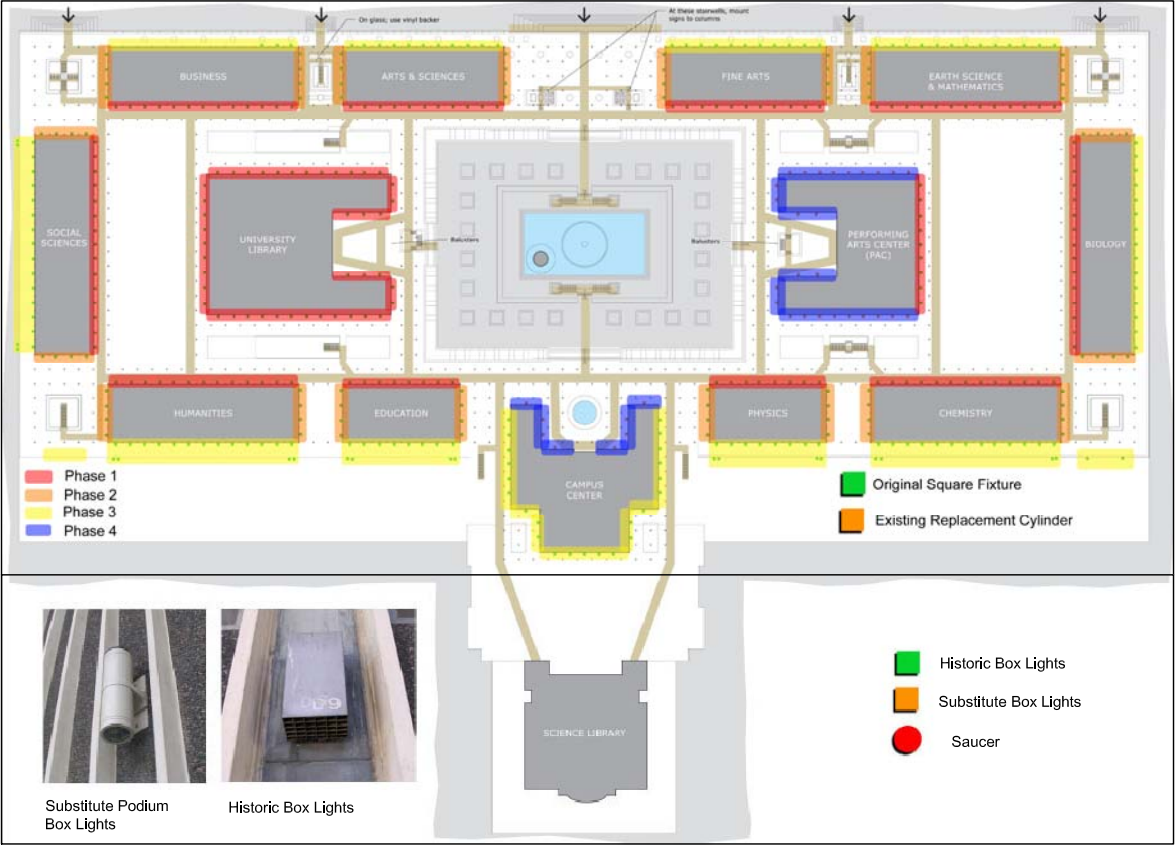 On glass; use vinyl backer
At these stairwells, mount
signs to columns
BUSINESS
ARTS & SCIENCES
FINE ARTS
EARTH SCIENCE
& MATHEMATICS
SOCIAL
SCIENCES
UNIVERSITY
LIBRARY
Balusters
Balusters
PERFORMING
ARTS CENTER
(PAC)
BIOLOGY
HUMANITIES
EDUCATION
PHYSICS
CHEMISTRY
CAMPUS
CENTER
Phase 1
Phase 2
Phase 3
Phase 4
Original Square Fixture
Existing Replacement Cylinder
SCIENCE LIBRARY
Historic Box Lights
Substitute Box Lights
Saucer
Substitute Podium
Box Lights
Historic Box Lights